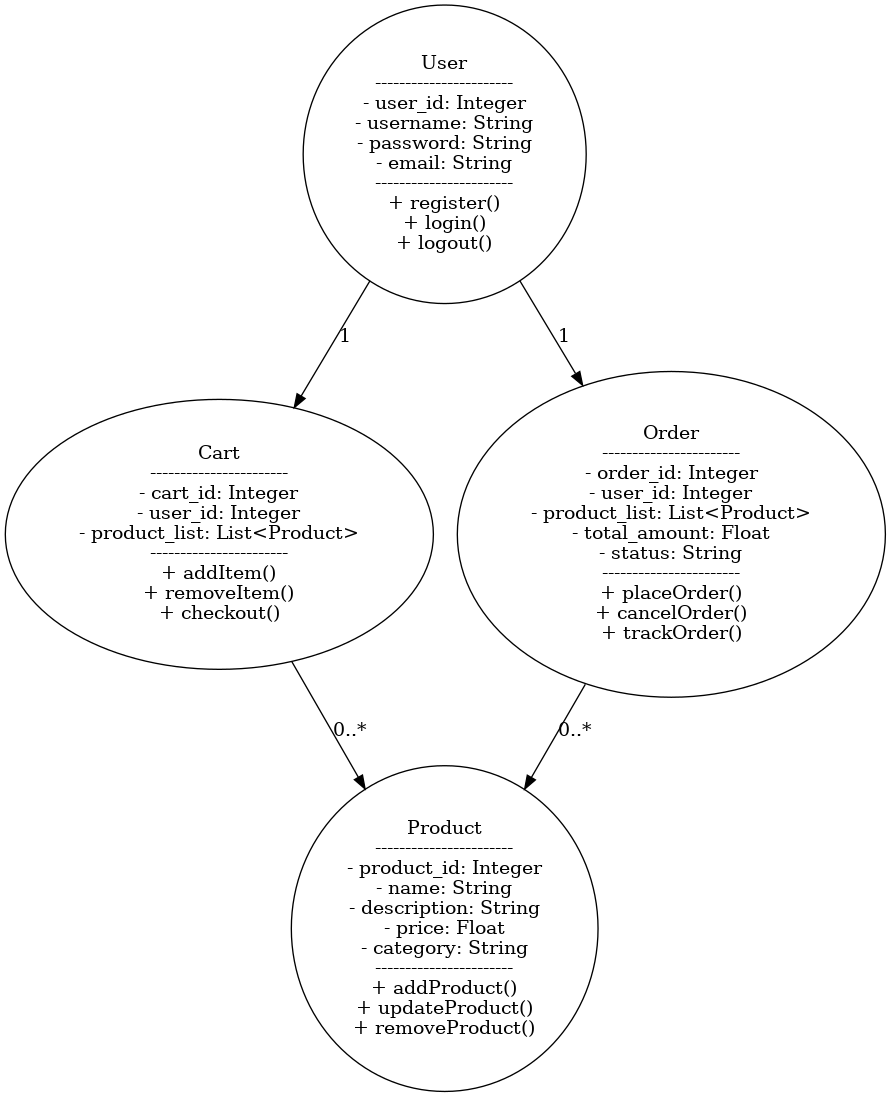 User
-----------------------
- user_id: Integer
- username: String
- password: String
- email: String
-----------------------
+ register()
+ login()
+ logout()
1
1
Cart
-----------------------
- cart_id: Integer
- user_id: Integer
- product_list: List<Product>
-----------------------
+ addItem()
+ removeItem()
+ checkout()
Order
-----------------------
- order_id: Integer
- user_id: Integer
- product_list: List<Product>
- total_amount: Float
- status: String
-----------------------
+ placeOrder()
+ cancelOrder()
+ trackOrder()
0..*
0..*
Product
-----------------------
- product_id: Integer
- name: String
- description: String
- price: Float
- category: String
-----------------------
+ addProduct()
+ updateProduct()
+ removeProduct()